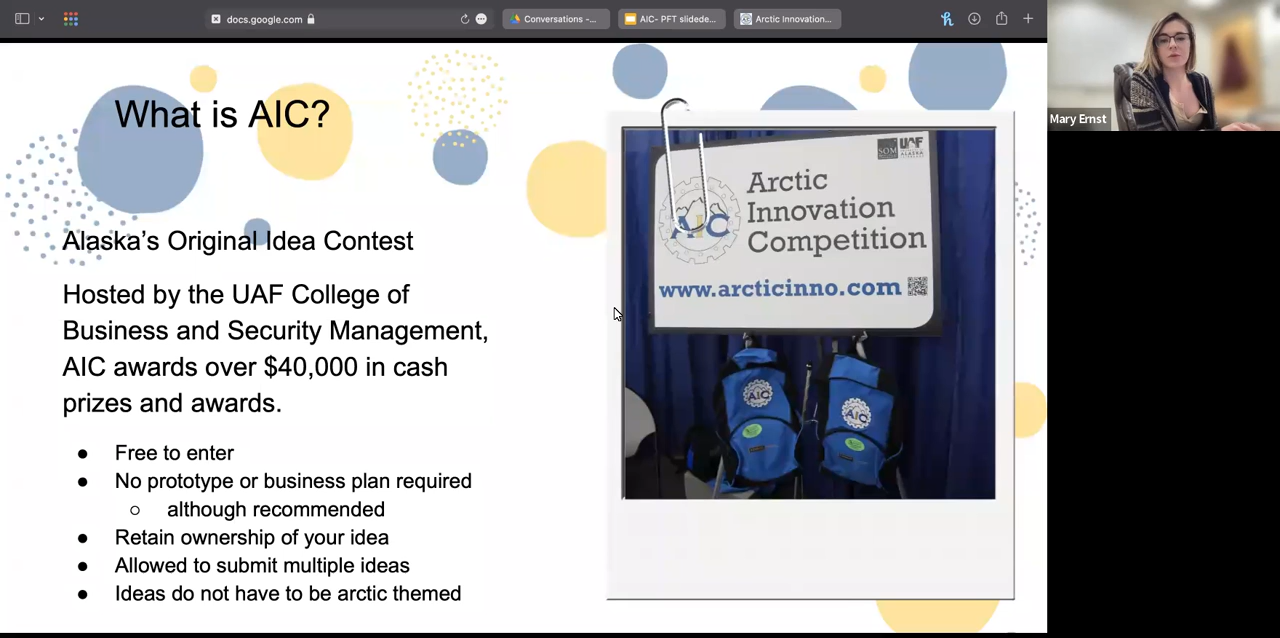 docs.google.com
Conversations -...
AIC- PFT slidede...
Arctic Innovation...
What is AIC?
Alaska's Original Idea Contest
Hosted by the UAF College of
Business and Security Management,
AIC awards over $40,000 in cash
prizes and awards.
Free to enter
No prototype or business plan required
although recommended
Retain ownership of your idea
Allowed to submit multiple ideas
Ideas do not have to be arctic themed
SOM UAF
ALASKA
AIC
Arctic
Innovation
Competition
www.arcticinno.com
AIC
AIC
Mary Ernst